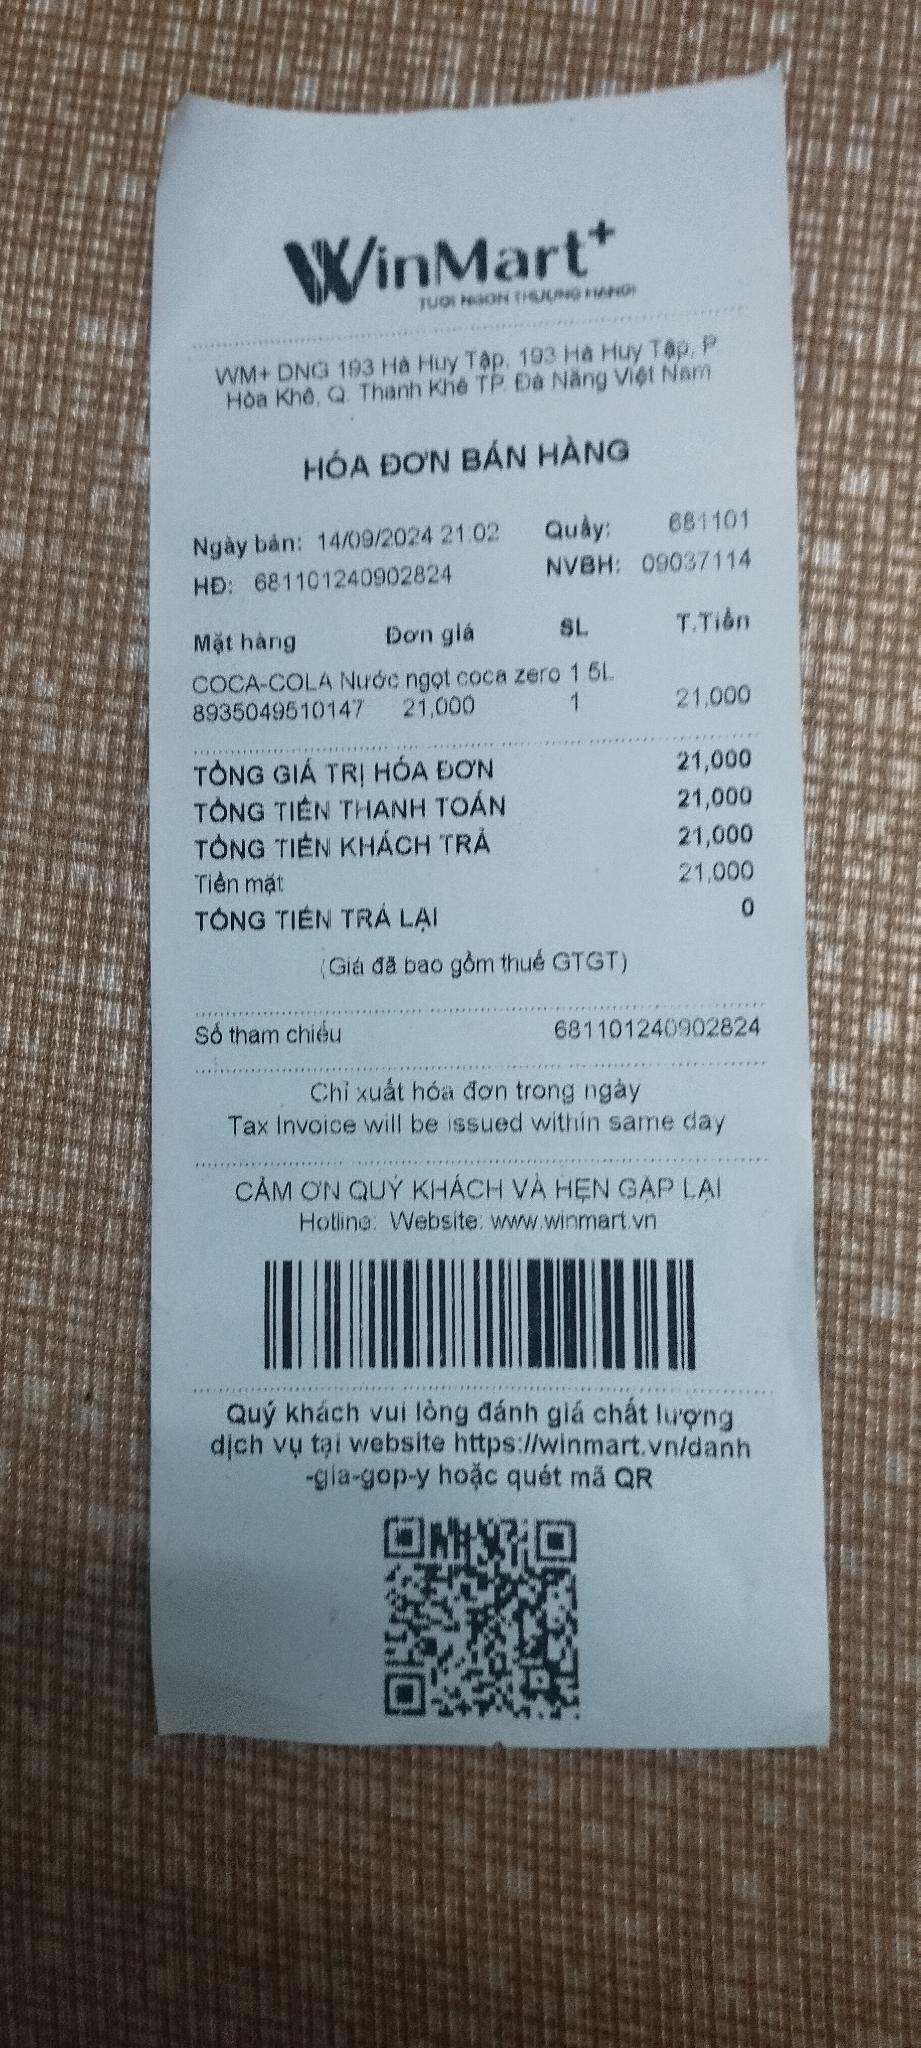 WinMart+
TƯƠI NGON THƯỢNG HẠNG!
WM+ DNG 193 Hà Huy Tập, 193 Hà Huy Tập, P
Hòa Khê, Q. Thanh Khê TP. Đà Nẵng Việt Nam
HÓA ĐƠN BÁN HÀNG
Ngày bán: 14/09/2024 21:02 Quầy: 681101
HĐ: 681101240902824 NVBH: 09037114
Mặt hàng Đơn giá SL T.Tiền
COCA-COLA Nước ngọt coca zero 1 5L
8935049510147 21,000 1 21,000
TỔNG GIÁ TRỊ HÓA ĐƠN 21,000
TỔNG TIỀN THANH TOÁN 21,000
TỔNG TIỀN KHÁCH TRẢ 21,000
Tiền mặt 21,000
TỔNG TIỀN TRẢ LẠI 0
(Giá đã bao gồm thuế GTGT)
Số tham chiếu 681101240902824
Chỉ xuất hóa đơn trong ngày
Tax Invoice will be issued within same day
CẢM ƠN QUÝ KHÁCH VÀ HẸN GẶP LẠI
Hotline: Website: www.winmart.vn
Quý khách vui lòng đánh giá chất lượng
dịch vụ tại website https://winmart.vn/danh
-gia-gop-y hoặc quét mã QR